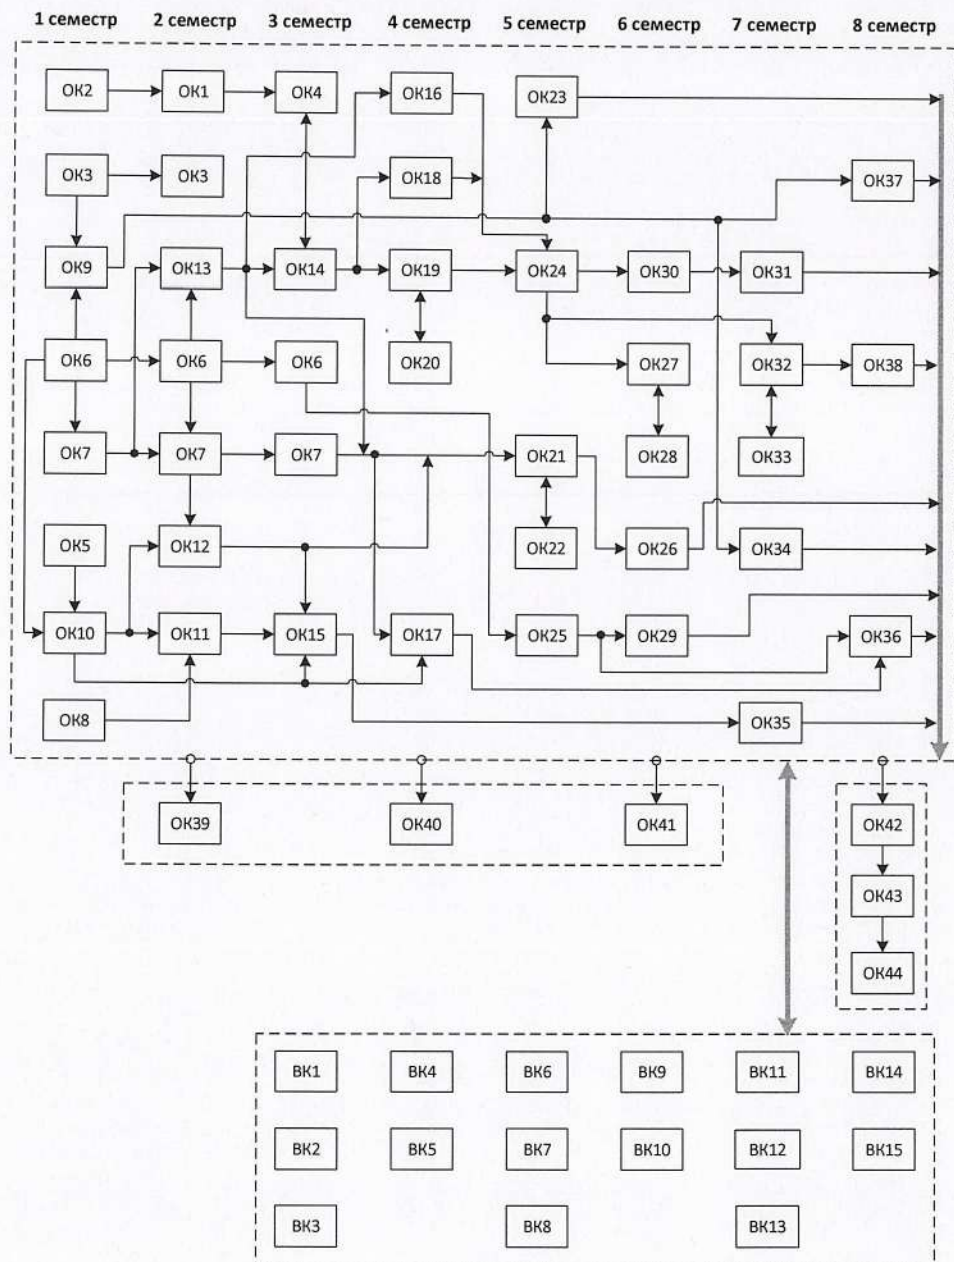 1 семестр 2 семестр 3 семестр 4 семестр 5 семестр 6 семестр 7 семестр 8 семестр
ОК2 ОК1 ОК4 ОК16 ОК23
ОК3 ОК3 ОК18 ОК37
ОК9 ОК13 ОК14 ОК19 ОК24 ОК30 ОК31
ОК6 ОК6 ОК6 ОК20 ОК27 ОК32 ОК38
ОК7 ОК7 ОК7 ОК21 ОК28 ОК33
ОК5 ОК12 ОК22 ОК26 ОК34
ОК10 ОК11 ОК15 ОК17 ОК25 ОК29 ОК36
ОК8 ОК35
ОК39 ОК40 ОК41 ОК42
ОК43
ОК44
ВК1 ВК4 ВК6 ВК9 ВК11 ВК14
ВК2 ВК5 ВК7 ВК10 ВК12 ВК15
ВК3 ВК8 ВК13